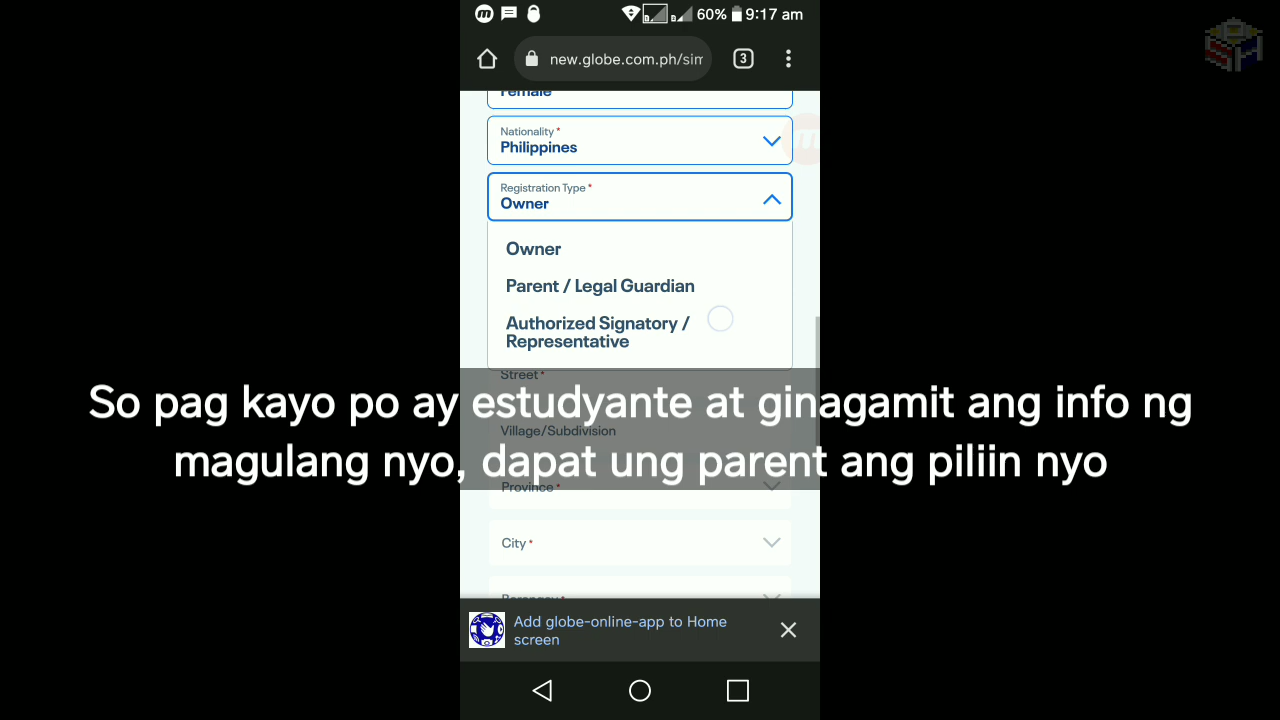 60% 9:17 am
new.globe.com.ph/sim
3
Female
Nationality *
Philippines
Registration Type *
Owner
Owner
Parent / Legal Guardian
Authorized Signatory /
Representative
Street *
So pag kayo po ay estudyante at ginagamit ang info ng
Village/Subdivision
magulang nyo, dapat ung parent ang piliin nyo
Province *
City *
Barangay *
Add globe-online-app to Home
screen